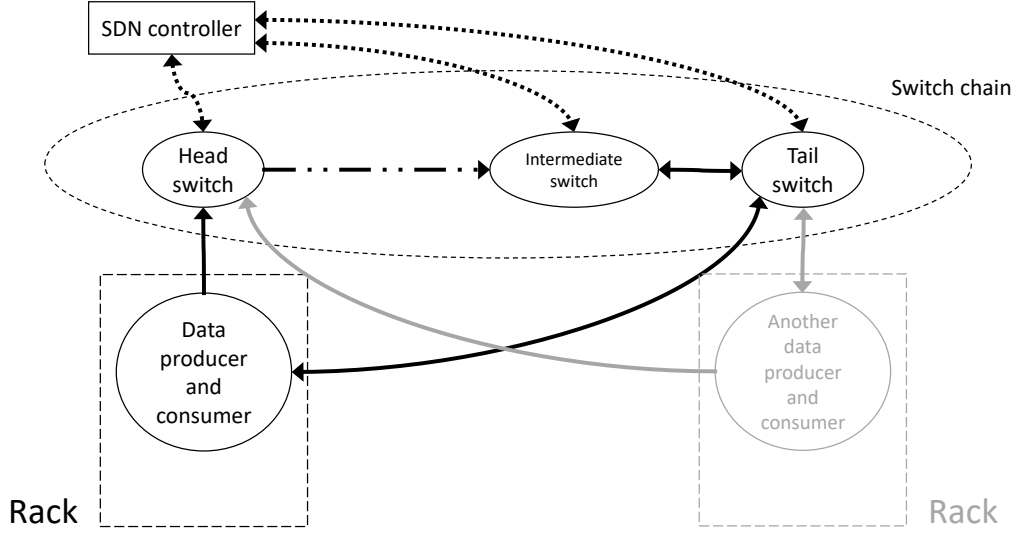 SDN controller
Switch chain
Head
switch
Intermediate
switch
Tail
switch
Data
producer
and
consumer
Another
data
producer
and
consumer
Rack
Rack